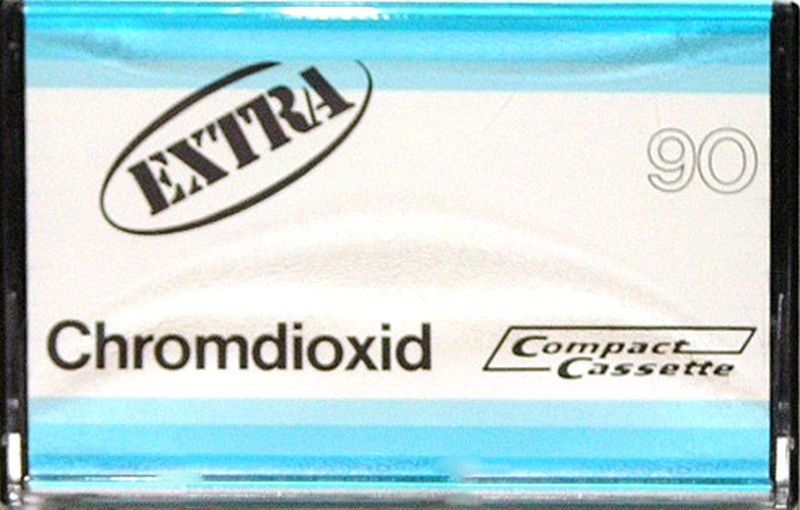 EXTRA
90
Chromdioxid
Compact
Cassette